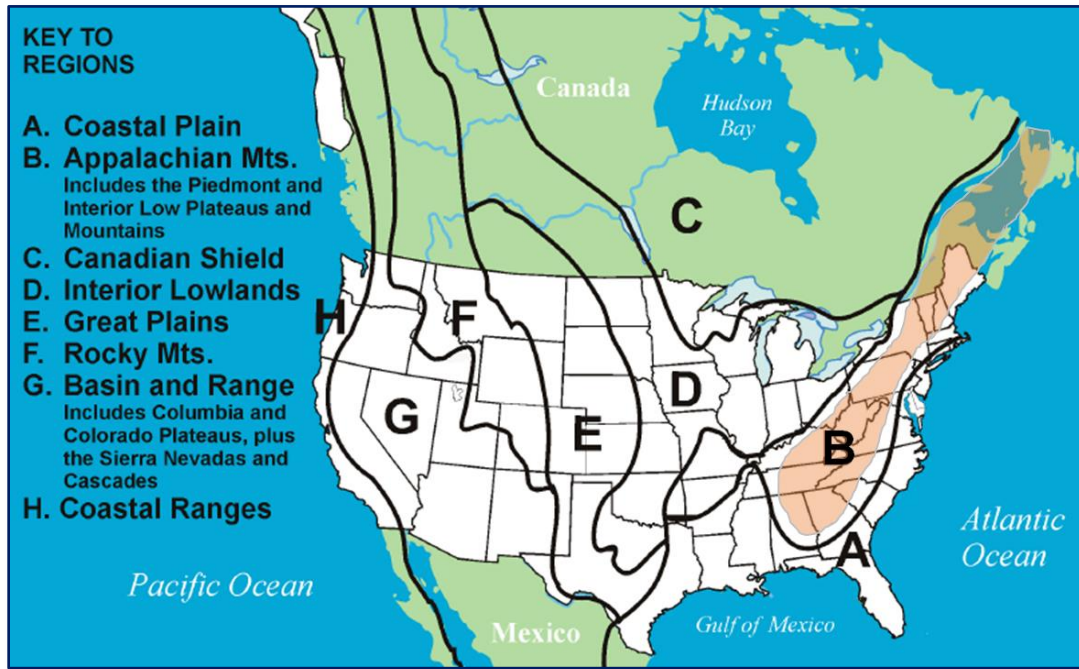 KEY TO
REGIONS
A. Coastal Plain
B. Appalachian Mts.
Includes the Piedmont and
Interior Low Plateaus and
Mountains
C. Canadian Shield
D. Interior Lowlands
E. Great Plains
F. Rocky Mts.
G. Basin and Range
Includes Columbia and
Colorado Plateaus, plus
the Sierra Nevadas and
Cascades
H. Coastal Ranges
Canada
Hudson
Bay
C
H
F
D
G
E
B
A
Atlantic
Ocean
Pacific Ocean
Mexico
Gulf of Mexico